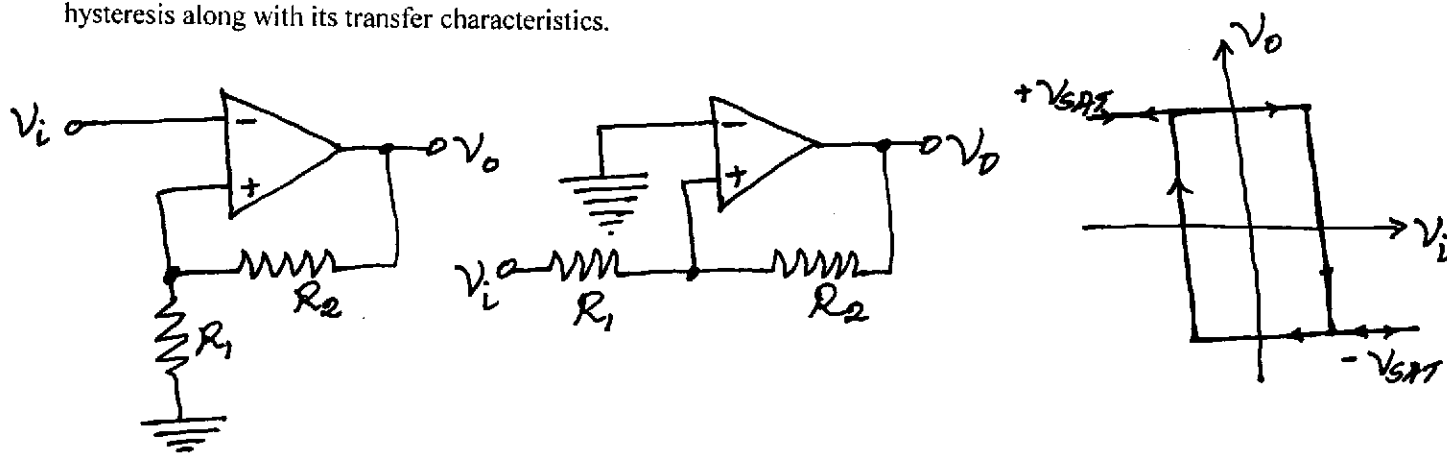 hysteresis along with its transfer characteristics.
Vi
-
+
Vo
R2
R1
-
+
Vo
Vi
R1
R2
Vo
+VSAT
Vi
-VSAT